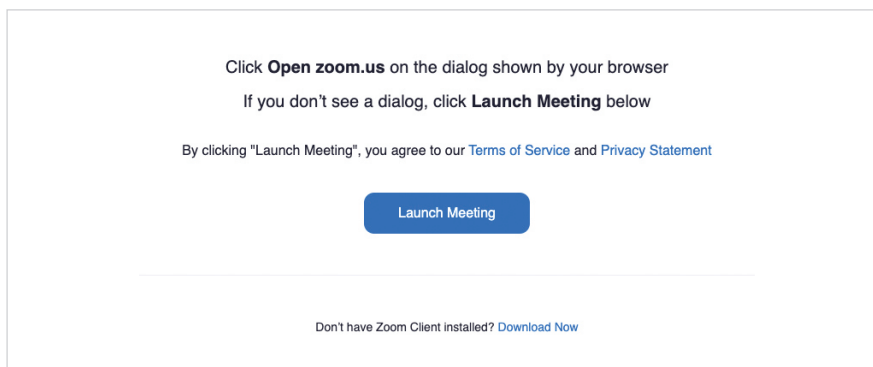 Click Open zoom.us on the dialog shown by your browser
If you don’t see a dialog, click Launch Meeting below
By clicking "Launch Meeting", you agree to our Terms of Service and Privacy Statement
Launch Meeting
Don’t have Zoom Client installed? Download Now